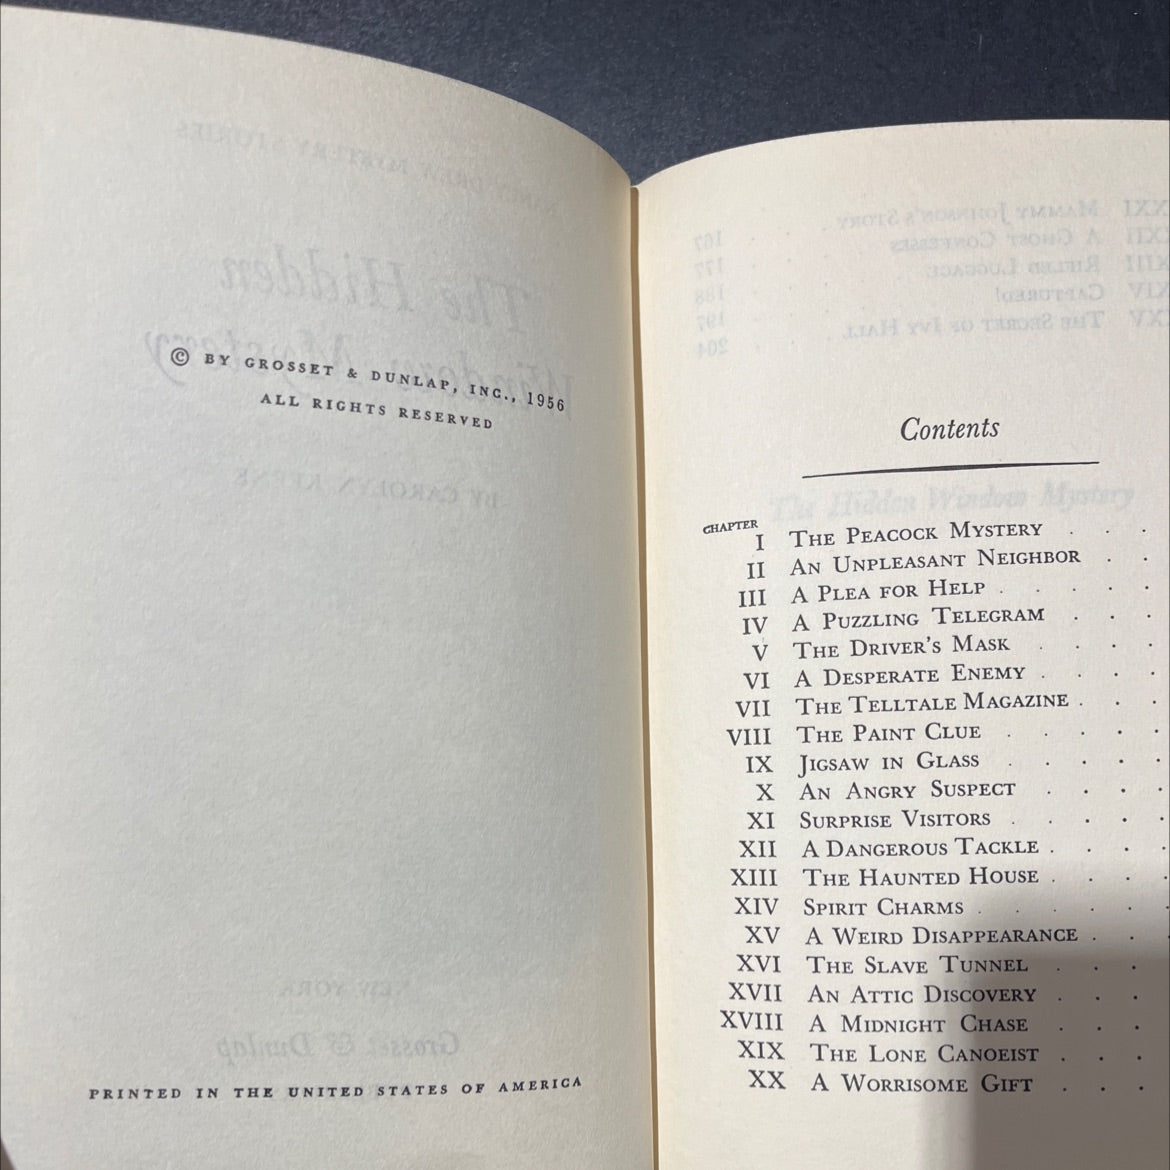 © BY GROSSET & DUNLAP, INC., 1956
ALL RIGHTS RESERVED
PRINTED IN THE UNITED STATES OF AMERICA
Contents
CHAPTER
I THE PEACOCK MYSTERY . . .
II AN UNPLEASANT NEIGHBOR . .
III A PLEA FOR HELP . . . . .
IV A PUZZLING TELEGRAM . . .
V THE DRIVER'S MASK . . . .
VI A DESPERATE ENEMY . . . .
VII THE TELLTALE MAGAZINE . . .
VIII THE PAINT CLUE . . . . .
IX JIGSAW IN GLASS . . . . .
X AN ANGRY SUSPECT . . . .
XI SURPRISE VISITORS . . . . .
XII A DANGEROUS TACKLE . . . .
XIII THE HAUNTED HOUSE . . . .
XIV SPIRIT CHARMS . . . . . .
XV A WEIRD DISAPPEARANCE . . .
XVI THE SLAVE TUNNEL . . . .
XVII AN ATTIC DISCOVERY . . . .
XVIII A MIDNIGHT CHASE . . . .
XIX THE LONE CANOEIST . . . .
XX A WORRISOME GIFT . . . .